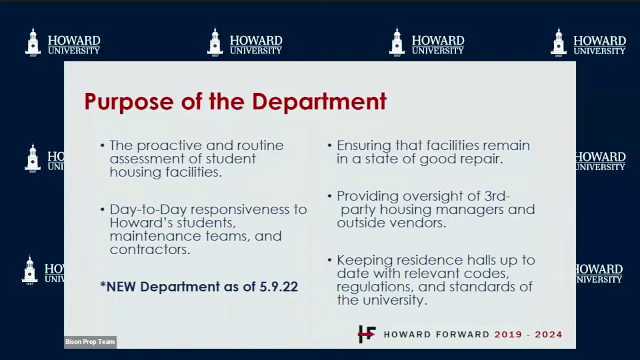 HOWARD UNIVERSITY
HOWARD UNIVERSITY
HOWARD UNIVERSITY
HOWARD UNIVERSITY
Purpose of the Department
• The proactive and routine
assessment of student
housing facilities.
• Day-to-Day responsiveness to
Howard's students,
maintenance teams, and
contractors.
*NEW Department as of 5.9.22
• Ensuring that facilities remain
in a state of good repair.
• Providing oversight of 3rd-
party housing managers and
outside vendors.
• Keeping residence halls up to
date with relevant codes,
regulations, and standards of
the university.
HO
HOWARD
UNIVERSITY
HO
UN
HOWARD
UNIVERSITY
HF HOWARD FORWARD 2019 - 2024
Bison Prep Team